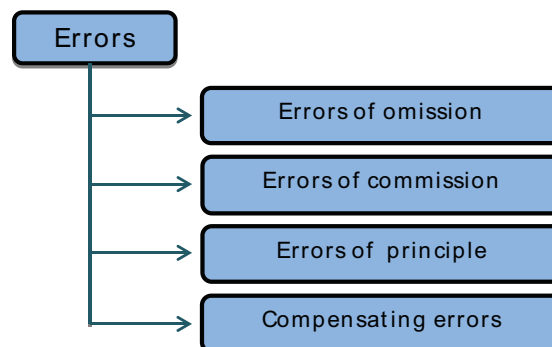 Errors
Errors of omission
Errors of commission
Errors of principle
Compensating errors